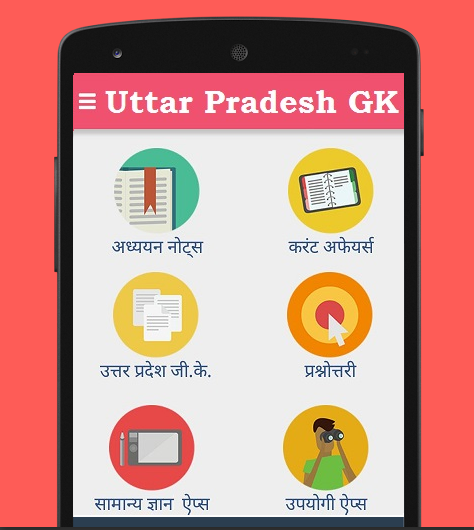 Uttar Pradesh GK
अध्ययन नोट्स
करंट अफेयर्स
उत्तर प्रदेश जी.के.
प्रश्नोत्तरी
सामान्य ज्ञान ऐप्स
उपयोगी ऐप्स